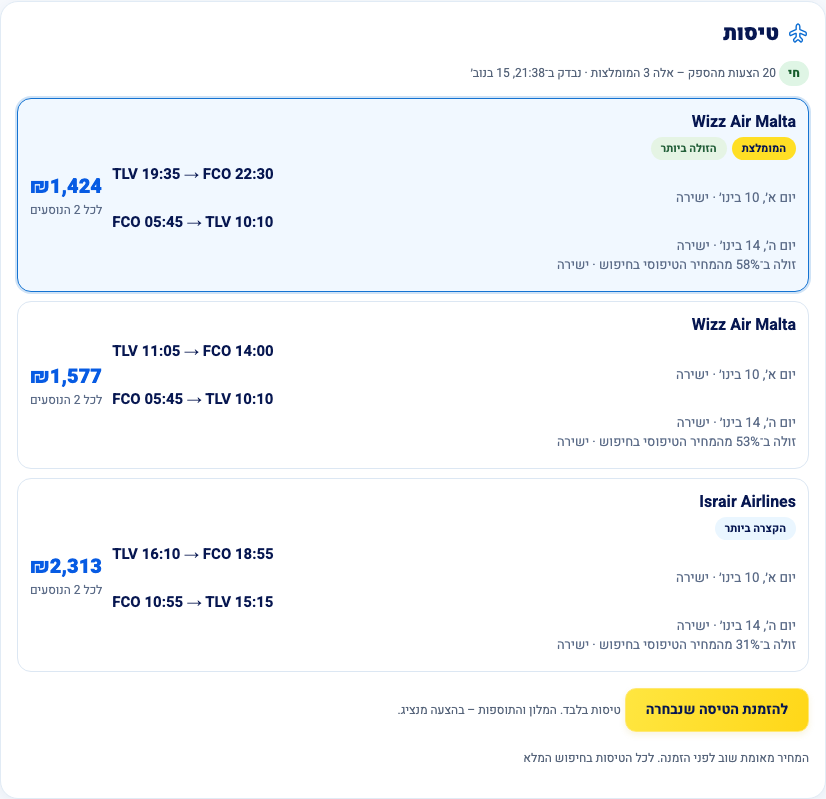 טיסות
חי 20 הצעות מהספק – אלה 3 המומלצות · נבדק ב־21:38, 15 בנוב׳
Wizz Air Malta
המומלצת הזולה ביותר
יום א׳, 10 בינו׳ · ישירה
TLV 19:35 → FCO 22:30
יום ה׳, 14 בינו׳ · ישירה
FCO 05:45 → TLV 10:10
זולה ב־58% מהמחיר הטיפוסי בחיפוש · ישירה
₪1,424
לכל 2 הנוסעים
Wizz Air Malta
יום א׳, 10 בינו׳ · ישירה
TLV 11:05 → FCO 14:00
יום ה׳, 14 בינו׳ · ישירה
FCO 05:45 → TLV 10:10
זולה ב־53% מהמחיר הטיפוסי בחיפוש · ישירה
₪1,577
לכל 2 הנוסעים
Israir Airlines
הקצרה ביותר
יום א׳, 10 בינו׳ · ישירה
TLV 16:10 → FCO 18:55
יום ה׳, 14 בינו׳ · ישירה
FCO 10:55 → TLV 15:15
זולה ב־31% מהמחיר הטיפוסי בחיפוש · ישירה
₪2,313
לכל 2 הנוסעים
להזמנת הטיסה שנבחרה טיסות בלבד. המלון והתוספות – בהצעה מנציג.
המחיר מאומת שוב לפני הזמנה. לכל הטיסות בחיפוש המלא